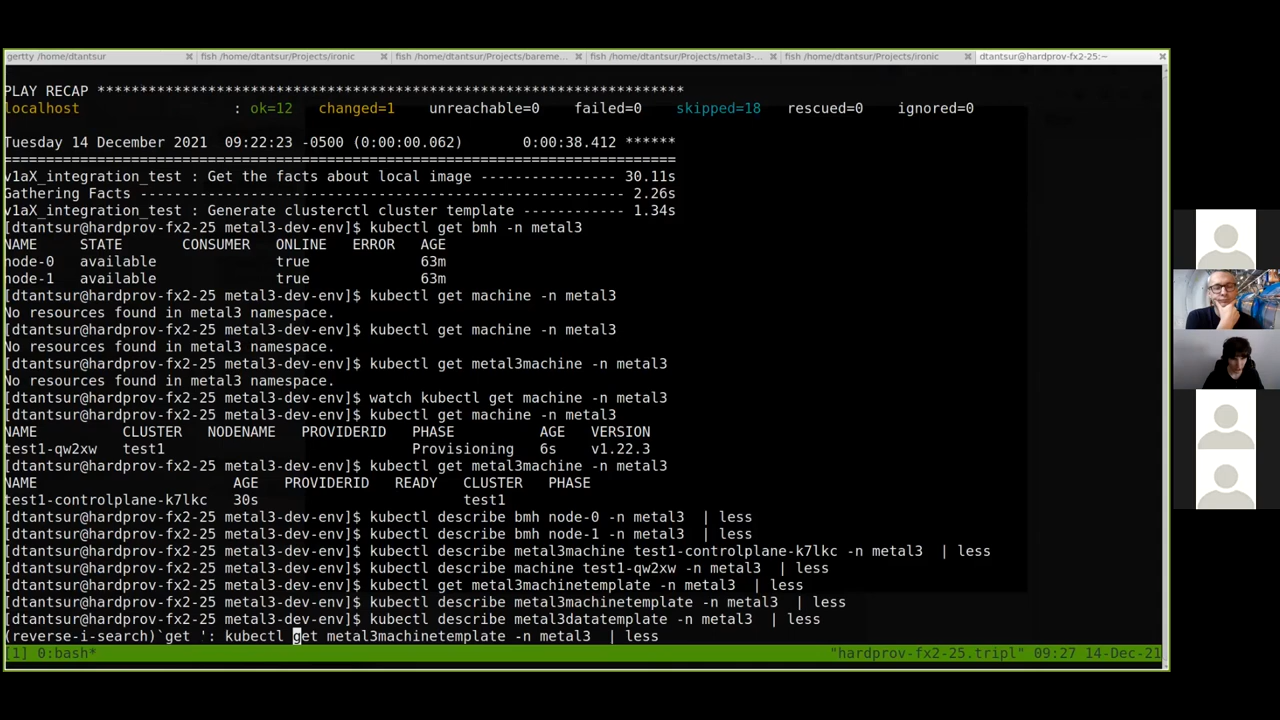 gertty /home/dtantsur × fish /home/dtantsur/Projects/ironic × fish /home/dtantsur/Projects/bareme... × fish /home/dtantsur/Projects/metal3-... × fish /home/dtantsur/Projects/ironic × dtantsur@hardprov-fx2-25:~ ×
PLAY RECAP *********************************************************************
localhost : ok=12 changed=1 unreachable=0 failed=0 skipped=18 rescued=0 ignored=0
Tuesday 14 December 2021 09:22:23 -0500 (0:00:00.062) 0:00:38.412 ******
===============================================================================
v1aX_integration_test : Get the facts about local image ---------------- 30.11s
Gathering Facts --------------------------------------------------------- 2.26s
v1aX_integration_test : Generate clusterctl cluster template ------------ 1.34s
[dtantsur@hardprov-fx2-25 metal3-dev-env]$ kubectl get bmh -n metal3
NAME STATE CONSUMER ONLINE ERROR AGE
node-0 available true 63m
node-1 available true 63m
[dtantsur@hardprov-fx2-25 metal3-dev-env]$ kubectl get machine -n metal3
No resources found in metal3 namespace.
[dtantsur@hardprov-fx2-25 metal3-dev-env]$ kubectl get machine -n metal3
No resources found in metal3 namespace.
[dtantsur@hardprov-fx2-25 metal3-dev-env]$ kubectl get metal3machine -n metal3
No resources found in metal3 namespace.
[dtantsur@hardprov-fx2-25 metal3-dev-env]$ watch kubectl get machine -n metal3
[dtantsur@hardprov-fx2-25 metal3-dev-env]$ kubectl get machine -n metal3
NAME CLUSTER NODENAME PROVIDERID PHASE AGE VERSION
test1-qw2xw test1 Provisioning 6s v1.22.3
[dtantsur@hardprov-fx2-25 metal3-dev-env]$ kubectl get metal3machine -n metal3
NAME AGE PROVIDERID READY CLUSTER PHASE
test1-controlplane-k7lkc 30s test1
[dtantsur@hardprov-fx2-25 metal3-dev-env]$ kubectl describe bmh node-0 -n metal3 | less
[dtantsur@hardprov-fx2-25 metal3-dev-env]$ kubectl describe bmh node-1 -n metal3 | less
[dtantsur@hardprov-fx2-25 metal3-dev-env]$ kubectl describe metal3machine test1-controlplane-k7lkc -n metal3 | less
[dtantsur@hardprov-fx2-25 metal3-dev-env]$ kubectl describe machine test1-qw2xw -n metal3 | less
[dtantsur@hardprov-fx2-25 metal3-dev-env]$ kubectl get metal3machinetemplate -n metal3 | less
[dtantsur@hardprov-fx2-25 metal3-dev-env]$ kubectl describe metal3machinetemplate -n metal3 | less
[dtantsur@hardprov-fx2-25 metal3-dev-env]$ kubectl describe metal3datatemplate -n metal3 | less
(reverse-i-search)`get ': kubectl get metal3machinetemplate -n metal3 | less
[1] 0:bash* "hardprov-fx2-25.tripl" 09:27 14-Dec-21